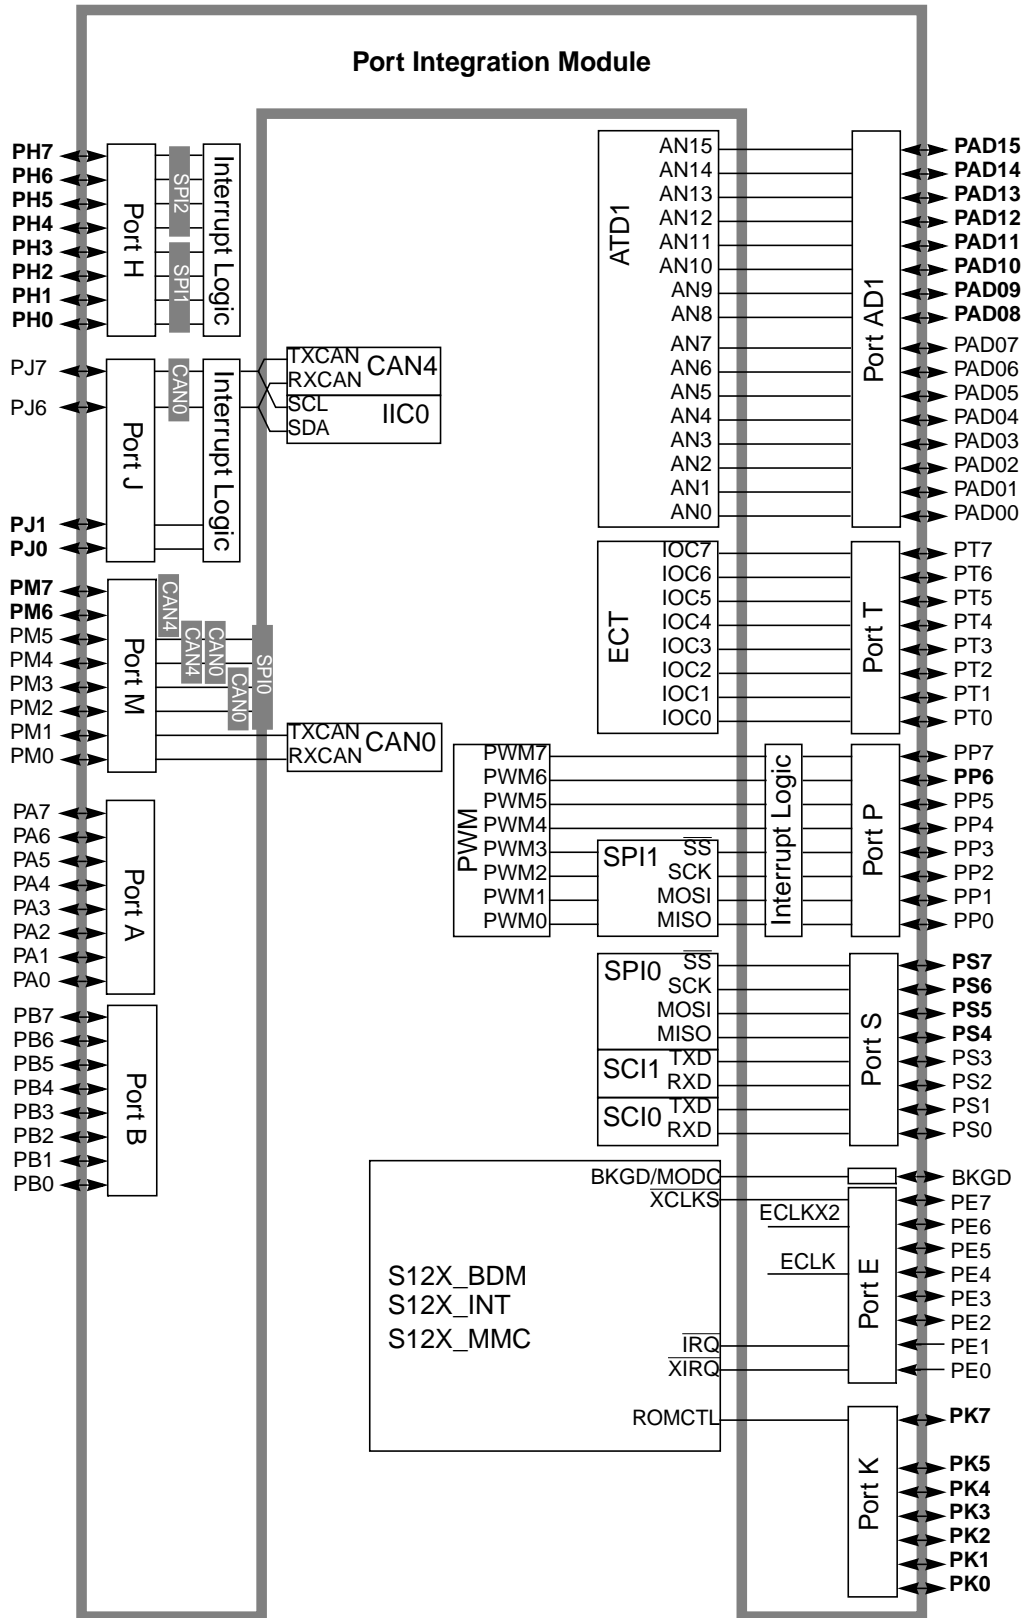 Port Integration Module
PH7
PH6
PH5
PH4
PH3
PH2
PH1
PH0
Port H
SPI2
SPI1
Interrupt Logic
PJ7
PJ6
PJ1
PJ0
Port J
CAN0
Interrupt Logic
TXCAN
RXCAN
CAN4
SCL
SDA
IIC0
PM7
PM6
PM5
PM4
PM3
PM2
PM1
PM0
Port M
CAN4
CAN4
CAN0
CAN0
SPI0
TXCAN
RXCAN
CAN0
PA7
PA6
PA5
PA4
PA3
PA2
PA1
PA0
Port A
PB7
PB6
PB5
PB4
PB3
PB2
PB1
PB0
Port B
ATD1
AN15
AN14
AN13
AN12
AN11
AN10
AN9
AN8
AN7
AN6
AN5
AN4
AN3
AN2
AN1
AN0
Port AD1
PAD15
PAD14
PAD13
PAD12
PAD11
PAD10
PAD09
PAD08
PAD07
PAD06
PAD05
PAD04
PAD03
PAD02
PAD01
PAD00
ECT
IOC7
IOC6
IOC5
IOC4
IOC3
IOC2
IOC1
IOC0
Port T
PT7
PT6
PT5
PT4
PT3
PT2
PT1
PT0
PWM
PWM7
PWM6
PWM5
PWM4
PWM3
PWM2
PWM1
PWM0
SPI1
SS
SCK
MOSI
MISO
Interrupt Logic
Port P
PP7
PP6
PP5
PP4
PP3
PP2
PP1
PP0
SPI0
SS
SCK
MOSI
MISO
SCI1
TXD
RXD
SCI0
TXD
RXD
Port S
PS7
PS6
PS5
PS4
PS3
PS2
PS1
PS0
S12X_BDM
S12X_INT
S12X_MMC
BKGD/MODC
XCLKS
IRQ
XIRQ
ROMCTL
ECLKX2
ECLK
BKGD
Port E
PE7
PE6
PE5
PE4
PE3
PE2
PE1
PE0
Port K
PK7
PK5
PK4
PK3
PK2
PK1
PK0